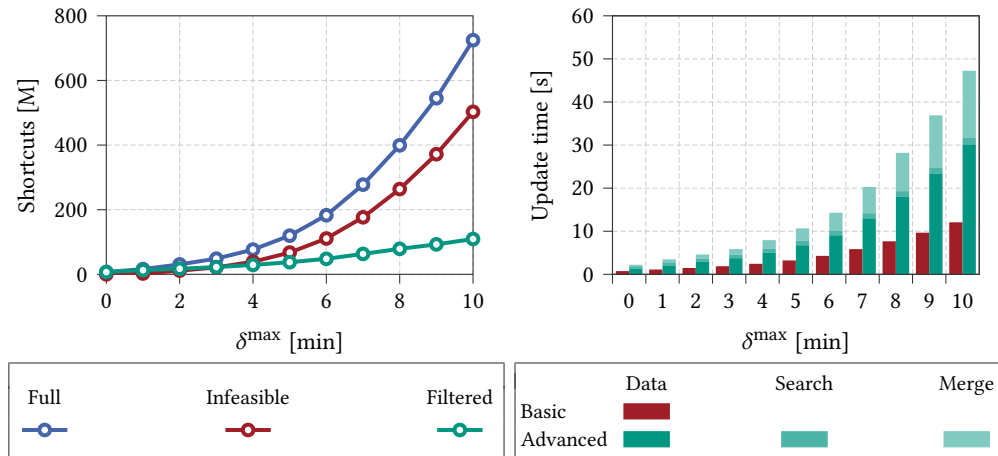 800
600
400
200
0
Shortcuts [M]
0 2 4 6 8 10
δ^max [min]
60
50
40
30
20
10
0
Update time [s]
0 1 2 3 4 5 6 7 8 9 10
δ^max [min]
Full Infeasible Filtered
Data Search Merge
Basic
Advanced